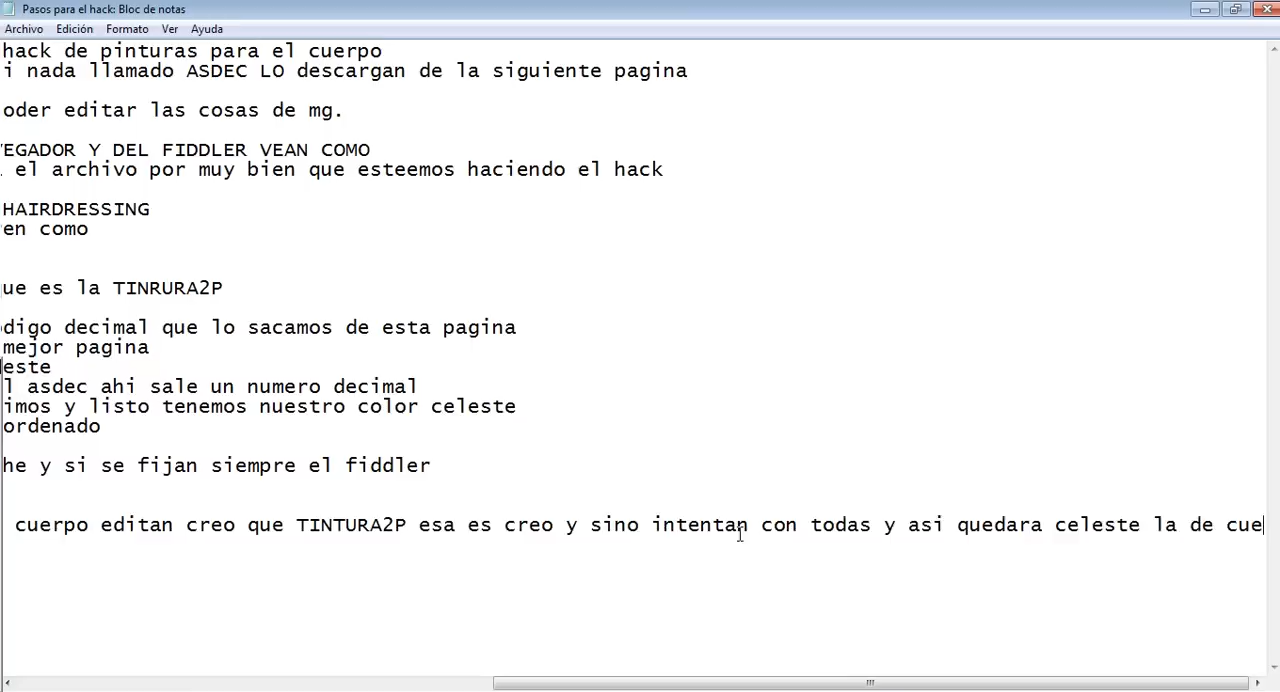 Pasos para el hack: Bloc de notas
Archivo Edición Formato Ver Ayuda
hack de pinturas para el cuerpo
i nada llamado ASDEC LO descargan de la siguiente pagina
oder editar las cosas de mg.
VEGADOR Y DEL FIDDLER VEAN COMO
el archivo por muy bien que esteemos haciendo el hack
HAIRDRESSING
en como
ue es la TINRURA2P
odigo decimal que lo sacamos de esta pagina
mejor pagina
este
l asdec ahi sale un numero decimal
imos y listo tenemos nuestro color celeste
ordenado
he y si se fijan siempre el fiddler
cuerpo editan creo que TINTURA2P esa es creo y sino intentan con todas y asi quedara celeste la de cue